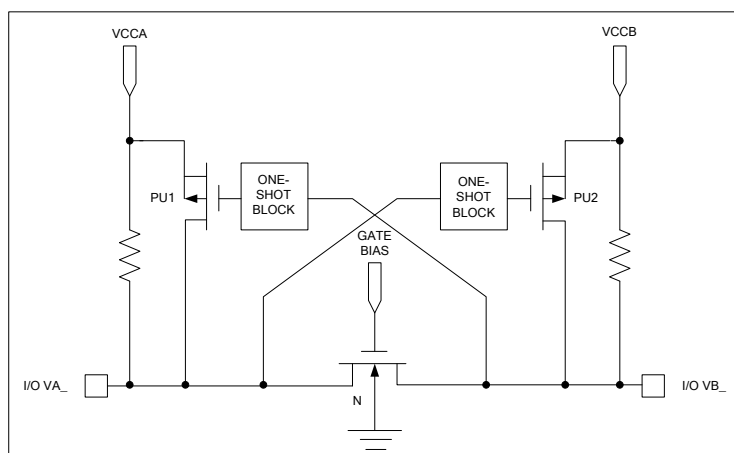 VCCA
VCCB
PU1
ONE-
SHOT
BLOCK
ONE-
SHOT
BLOCK
PU2
GATE
BIAS
I/O VA_
N
I/O VB_